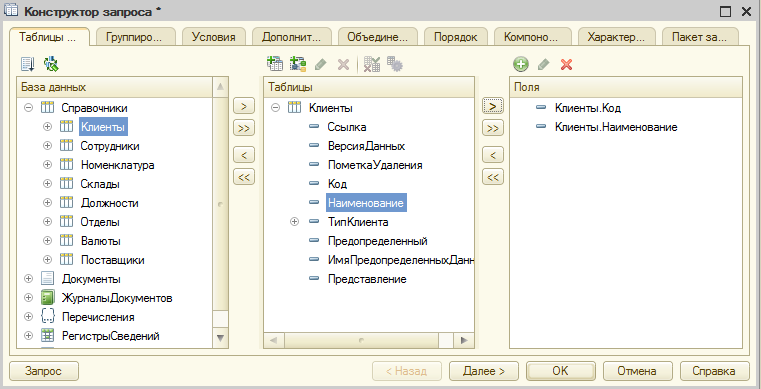 Конструктор запроса *
Таблицы ...
Группиро...
Условия
Дополнит...
Объедине...
Порядок
Компоно...
Характер...
Пакет за...
База данных
Справочники
Клиенты
Сотрудники
Номенклатура
Склады
Должности
Отделы
Валюты
Поставщики
Документы
ЖурналыДокументов
Перечисления
РегистрыСведений
>
>>
<
<<
Таблицы
Клиенты
Ссылка
ВерсияДанных
ПометкаУдаления
Код
Наименование
ТипКлиента
Предопределенный
ИмяПредопределенныхДанн
Представление
>
>>
<
<<
Поля
Клиенты.Код
Клиенты.Наименование
Запрос
< Назад
Далее >
OK
Отмена
Справка